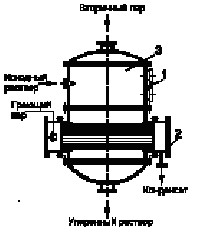 Вторичный пар
3
Исходный
раствор
1
Греющий
пар
2
Конденсат
Упаренный раствор